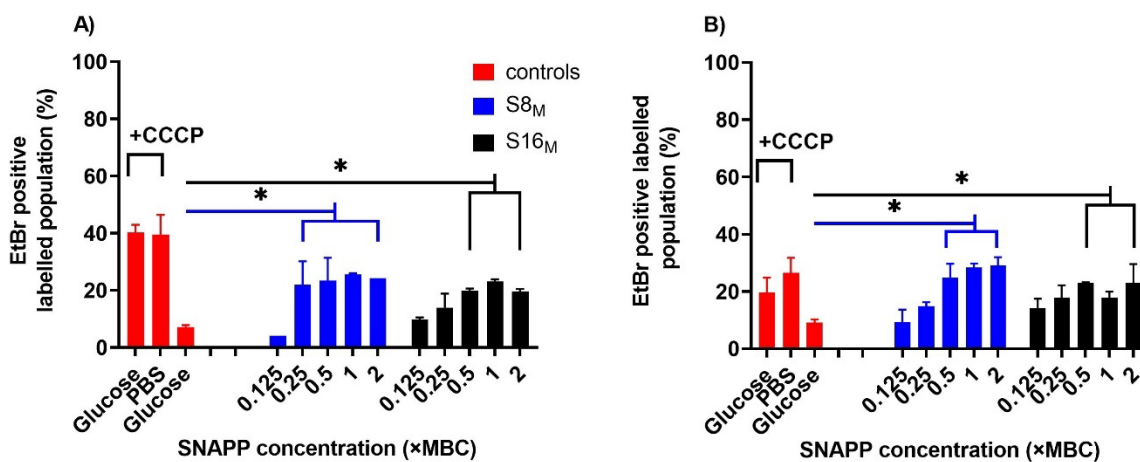 A)
100
80
60
40
20
0
EtBr positive
labelled population (%)
+CCCP
*
*
controls
S8M
S16M
Glucose
PBS
Glucose
0.125
0.25
0.5
1
2
0.125
0.25
0.5
1
2
SNAPP concentration (×MBC)
B)
100
80
60
40
20
0
EtBr positive labelled
population (%)
+CCCP
*
*
Glucose
PBS
Glucose
0.125
0.25
0.5
1
2
0.125
0.25
0.5
1
2
SNAPP concentration (×MBC)